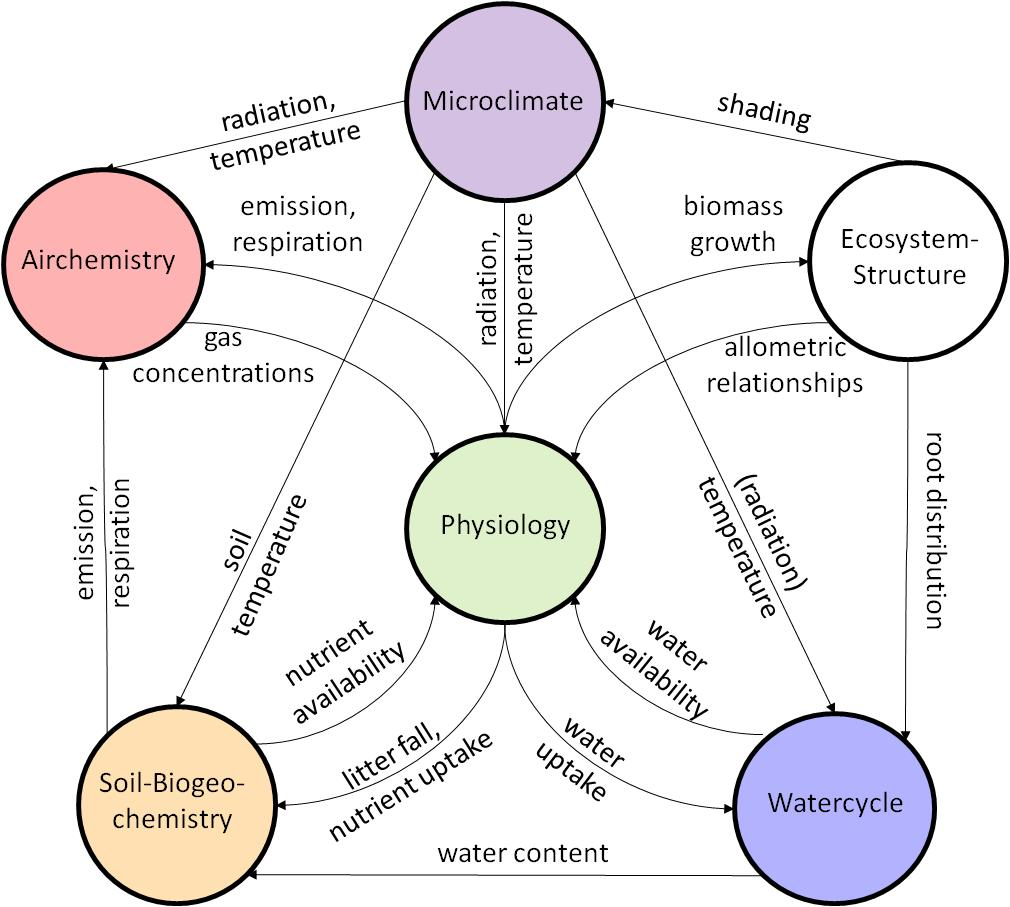 Microclimate
radiation,
temperature
shading
Airchemistry
emission,
respiration
radiation,
temperature
biomass
growth
Ecosystem-
Structure
gas
concentrations
allometric
relationships
emission,
respiration
soil
temperature
Physiology
(radiation)
temperature
root distribution
nutrient
availability
water
availability
litter fall,
nutrient uptake
water
uptake
Soil-Biogeo-
chemistry
Watercycle
water content